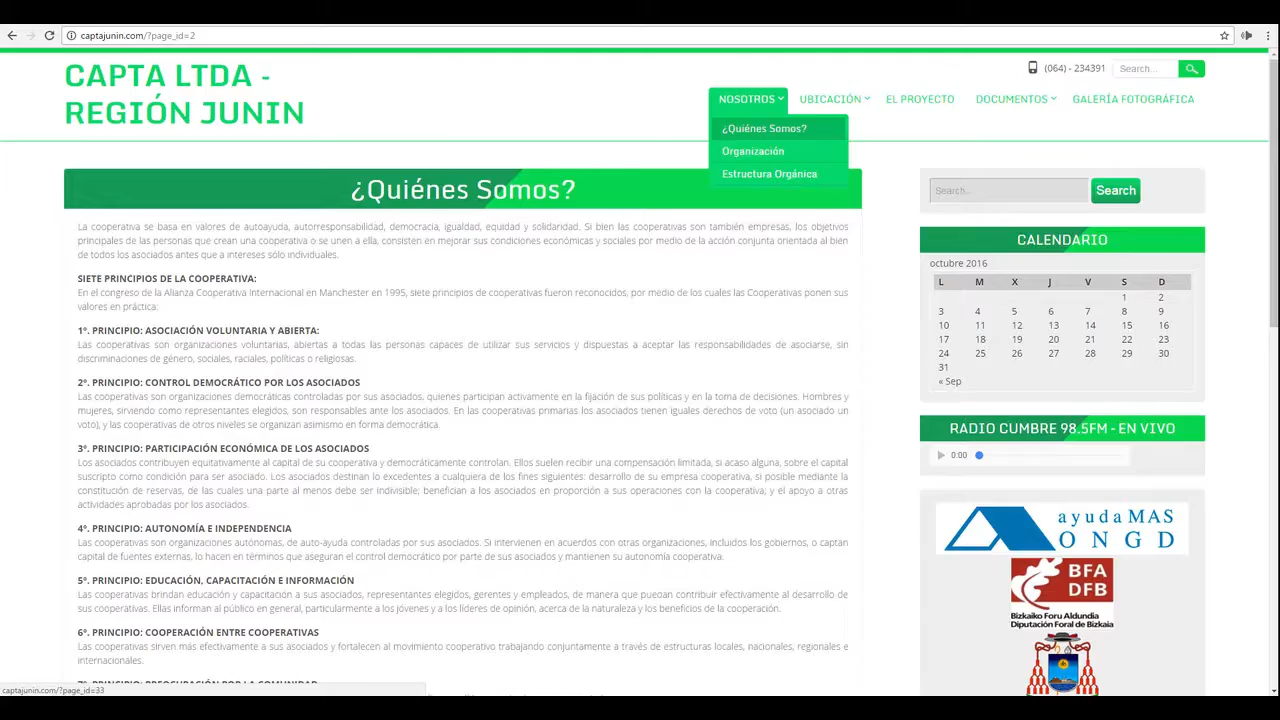 captajunin.com/?page_id=2
CAPTA LTDA -
REGIÓN JUNIN
(064) - 234391
Search...
NOSOTROS
UBICACIÓN
EL PROYECTO
DOCUMENTOS
GALERÍA FOTOGRÁFICA
¿Quiénes Somos?
Organización
Estructura Orgánica
¿Quiénes Somos?
La cooperativa se basa en valores de autoayuda, autorresponsabilidad, democracia, igualdad, equidad y solidaridad. Si bien las cooperativas son también empresas, los objetivos
principales de las personas que crean una cooperativa o se unen a ella, consisten en mejorar sus condiciones económicas y sociales por medio de la acción conjunta orientada al bien
de todos los asociados antes que a intereses sólo individuales.
SIETE PRINCIPIOS DE LA COOPERATIVA:
En el congreso de la Alianza Cooperativa Internacional en Manchester en 1995, siete principios de cooperativas fueron reconocidos, por medio de los cuales las Cooperativas ponen sus
valores en práctica:
1º. PRINCIPIO: ASOCIACIÓN VOLUNTARIA Y ABIERTA:
Las cooperativas son organizaciones voluntarias, abiertas a todas las personas capaces de utilizar sus servicios y dispuestas a aceptar las responsabilidades de asociarse, sin
discriminaciones de género, sociales, raciales, políticas o religiosas.
2º. PRINCIPIO: CONTROL DEMOCRÁTICO POR LOS ASOCIADOS
Las cooperativas son organizaciones democráticas controladas por sus asociados, quienes participan activamente en la fijación de sus políticas y en la toma de decisiones. Hombres y
mujeres, sirviendo como representantes elegidos, son responsables ante los asociados. En las cooperativas primarias los asociados tienen iguales derechos de voto (un asociado un
voto), y las cooperativas de otros niveles se organizan asimismo en forma democrática.
3º. PRINCIPIO: PARTICIPACIÓN ECONÓMICA DE LOS ASOCIADOS
Los asociados contribuyen equitativamente al capital de su cooperativa y democráticamente controlan. Ellos suelen recibir una compensación limitada, si acaso alguna, sobre el capital
suscripto como condición para ser asociado. Los asociados destinan lo excedentes a cualquiera de los fines siguientes: desarrollo de su empresa cooperativa, si posible mediante la
constitución de reservas, de las cuales una parte al menos debe ser indivisible; benefician a los asociados en proporción a sus operaciones con la cooperativa; y el apoyo a otras
actividades aprobadas por los asociados.
4º. PRINCIPIO: AUTONOMÍA E INDEPENDENCIA
Las cooperativas son organizaciones autónomas, de auto-ayuda controladas por sus asociados. Si intervienen en acuerdos con otras organizaciones, incluidos los gobiernos, o captan
capital de fuentes externas, lo hacen en términos que aseguran el control democrático por parte de sus asociados y mantienen su autonomía cooperativa.
5º. PRINCIPIO: EDUCACIÓN, CAPACITACIÓN E INFORMACIÓN
Las cooperativas brindan educación y capacitación a sus asociados, representantes elegidos, gerentes y empleados, de manera que puedan contribuir efectivamente al desarrollo de
sus cooperativas. Ellas informan al público en general, particularmente a los jóvenes y a los líderes de opinión, acerca de la naturaleza y los beneficios de la cooperación.
6º. PRINCIPIO: COOPERACIÓN ENTRE COOPERATIVAS
Las cooperativas sirven mas efectivamente a sus asociados y fortalecen al movimiento cooperativo trabajando conjuntamente a través de estructuras locales, nacionales, regionales e
internacionales.
7º. PRINCIPIO: PREOCUPACIÓN POR LA COMUNIDAD
Search...
Search
CALENDARIO
octubre 2016
L M X J V S D
1 2
3 4 5 6 7 8 9
10 11 12 13 14 15 16
17 18 19 20 21 22 23
24 25 26 27 28 29 30
31
« Sep
RADIO CUMBRE 98.5FM - EN VIVO
0:00
ayudaMAS
ONGD
BFA
DFB
Bizkaiko Foru Aldundia
Diputación Foral de Bizkaia
captajunin.com/?page_id=33